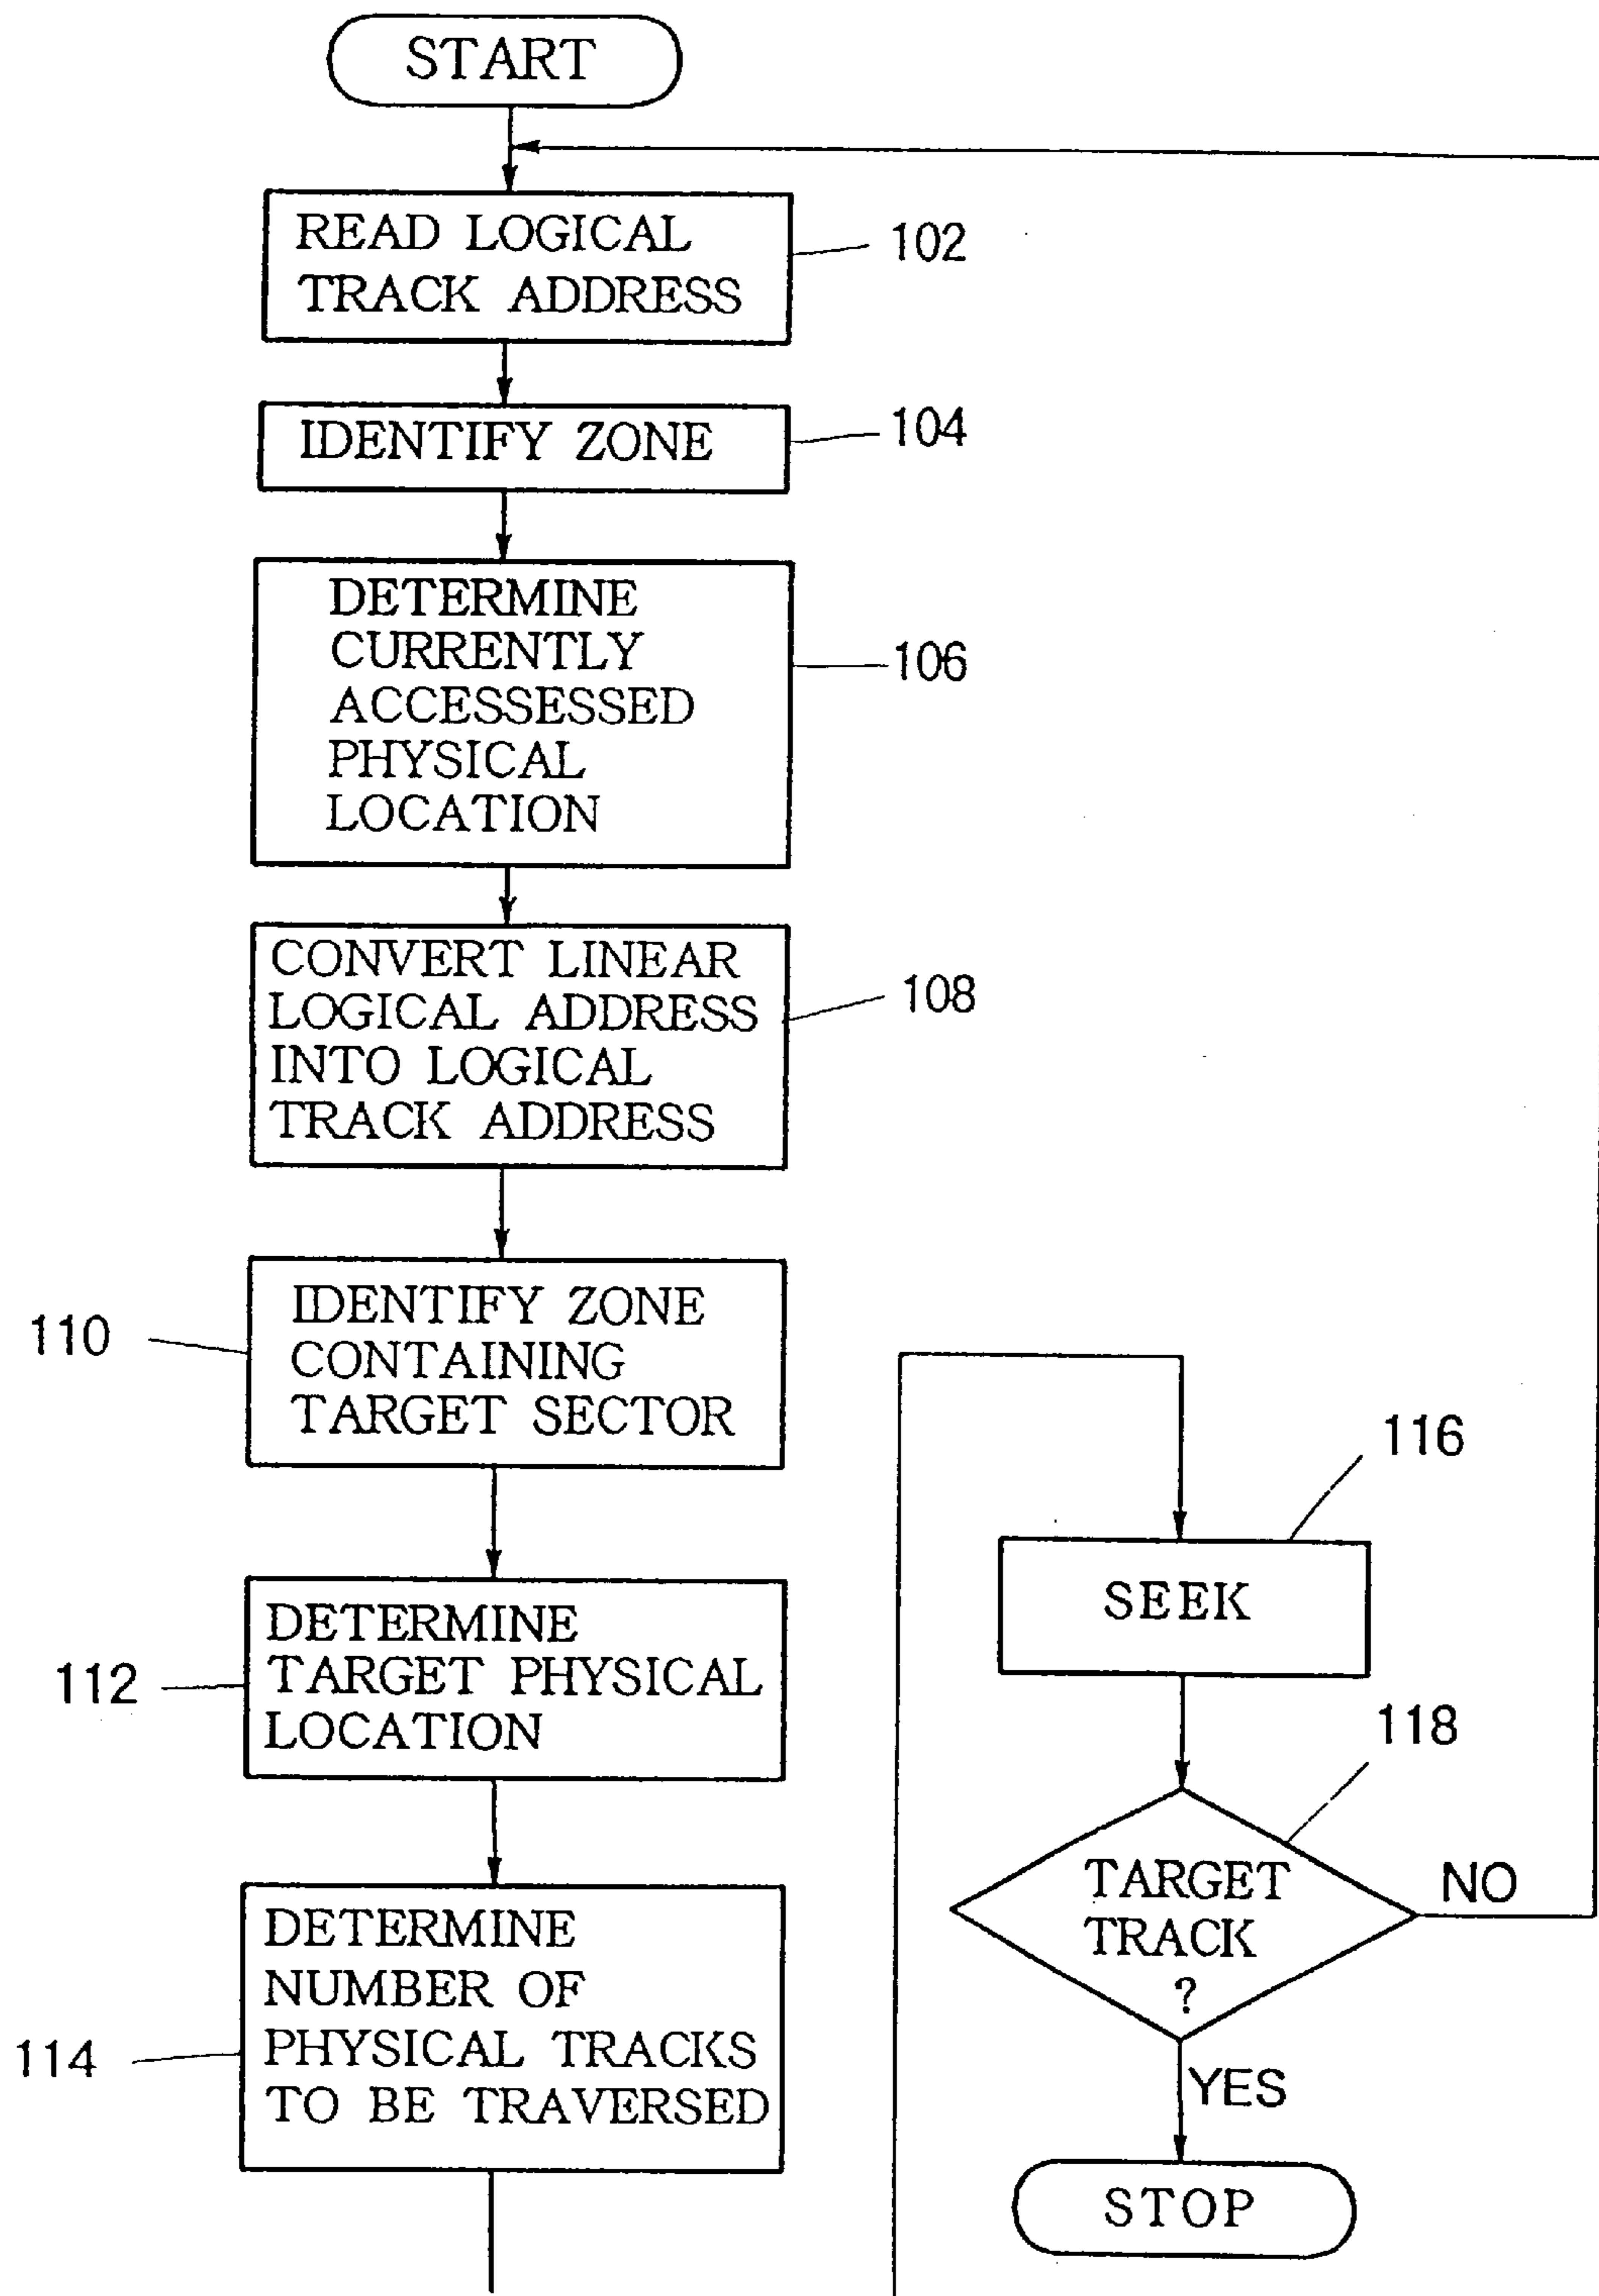 START
READ LOGICAL
TRACK ADDRESS
102
IDENTIFY ZONE
104
DETERMINE
CURRENTLY
ACCESSESSED
PHYSICAL
LOCATION
106
CONVERT LINEAR
LOGICAL ADDRESS
INTO LOGICAL
TRACK ADDRESS
108
110
IDENTIFY ZONE
CONTAINING
TARGET SECTOR
112
DETERMINE
TARGET PHYSICAL
LOCATION
114
DETERMINE
NUMBER OF
PHYSICAL TRACKS
TO BE TRAVERSED
116
SEEK
118
TARGET
TRACK
?
NO
YES
STOP